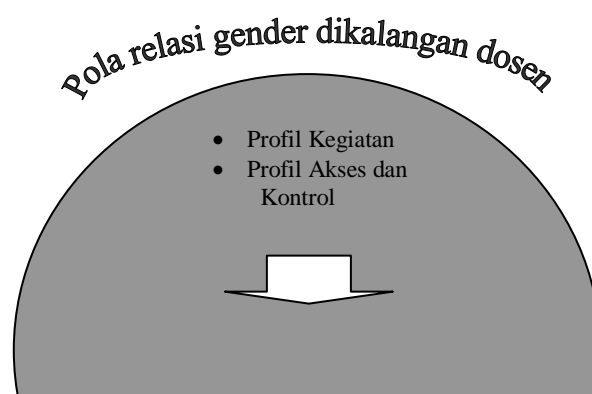 Pola relasi gender dikalangan dosen
• Profil Kegiatan
• Profil Akses dan
Kontrol